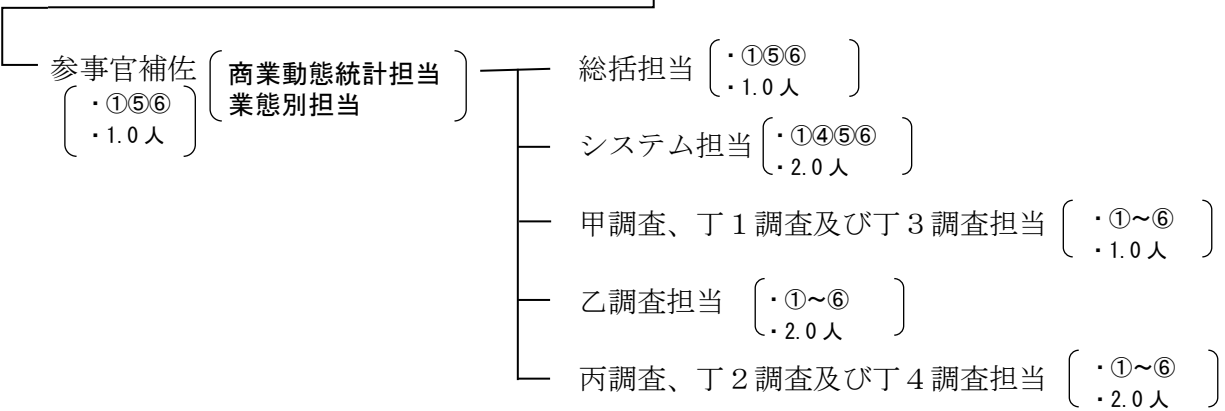 参事官補佐
・①⑤⑥
・1.0人
商業動態統計担当
業態別担当
総括担当
・①⑤⑥
・1.0人
システム担当
・①④⑤⑥
・2.0人
甲調査、丁１調査及び丁３調査担当
・①~⑥
・1.0人
乙調査担当
・①~⑥
・2.0人
丙調査、丁２調査及び丁４調査担当
・①~⑥
・2.0人